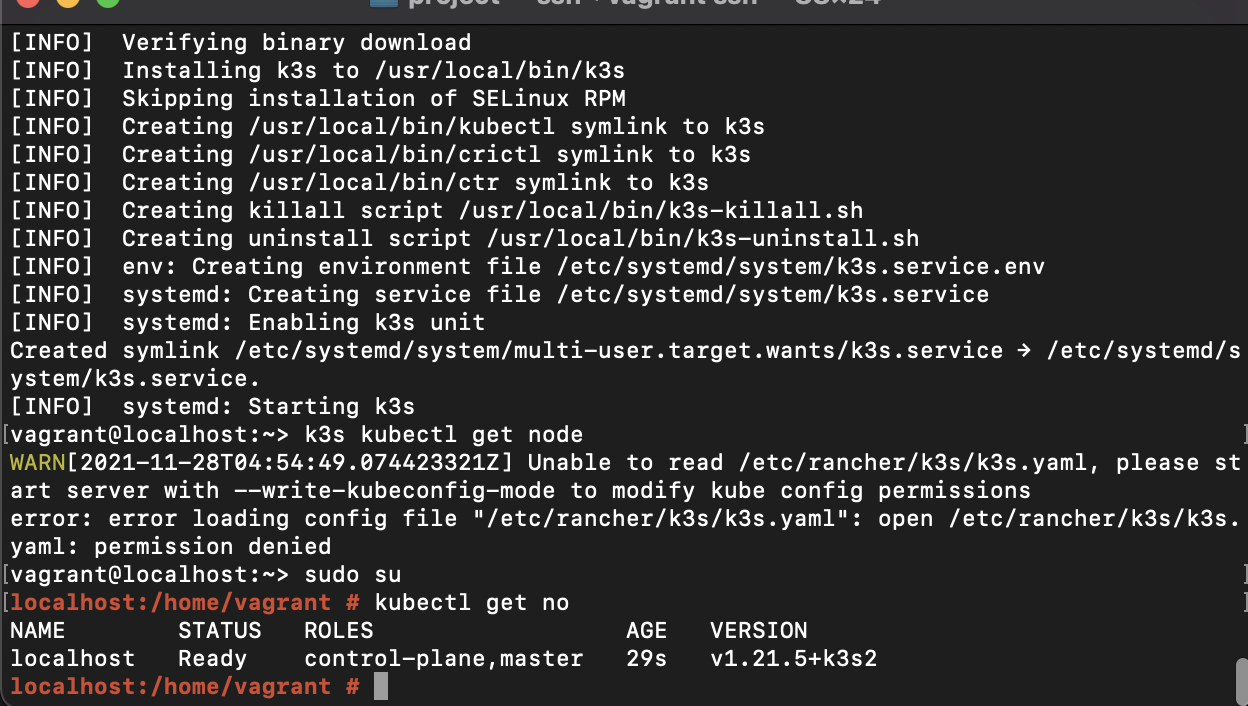 project — ssh ‹ vagrant ssh — 88×24
[INFO]  Verifying binary download
[INFO]  Installing k3s to /usr/local/bin/k3s
[INFO]  Skipping installation of SELinux RPM
[INFO]  Creating /usr/local/bin/kubectl symlink to k3s
[INFO]  Creating /usr/local/bin/crictl symlink to k3s
[INFO]  Creating /usr/local/bin/ctr symlink to k3s
[INFO]  Creating killall script /usr/local/bin/k3s-killall.sh
[INFO]  Creating uninstall script /usr/local/bin/k3s-uninstall.sh
[INFO]  env: Creating environment file /etc/systemd/system/k3s.service.env
[INFO]  systemd: Creating service file /etc/systemd/system/k3s.service
[INFO]  systemd: Enabling k3s unit
Created symlink /etc/systemd/system/multi-user.target.wants/k3s.service → /etc/systemd/s
ystem/k3s.service.
[INFO]  systemd: Starting k3s
[vagrant@localhost:~> k3s kubectl get node ]
WARN[2021-11-28T04:54:49.074423321Z] Unable to read /etc/rancher/k3s/k3s.yaml, please st
art server with --write-kubeconfig-mode to modify kube config permissions
error: error loading config file "/etc/rancher/k3s/k3s.yaml": open /etc/rancher/k3s/k3s.
yaml: permission denied
[vagrant@localhost:~> sudo su ]
[localhost:/home/vagrant # kubectl get no ]
NAME        STATUS   ROLES                  AGE   VERSION
localhost   Ready    control-plane,master   29s   v1.21.5+k3s2
localhost:/home/vagrant #